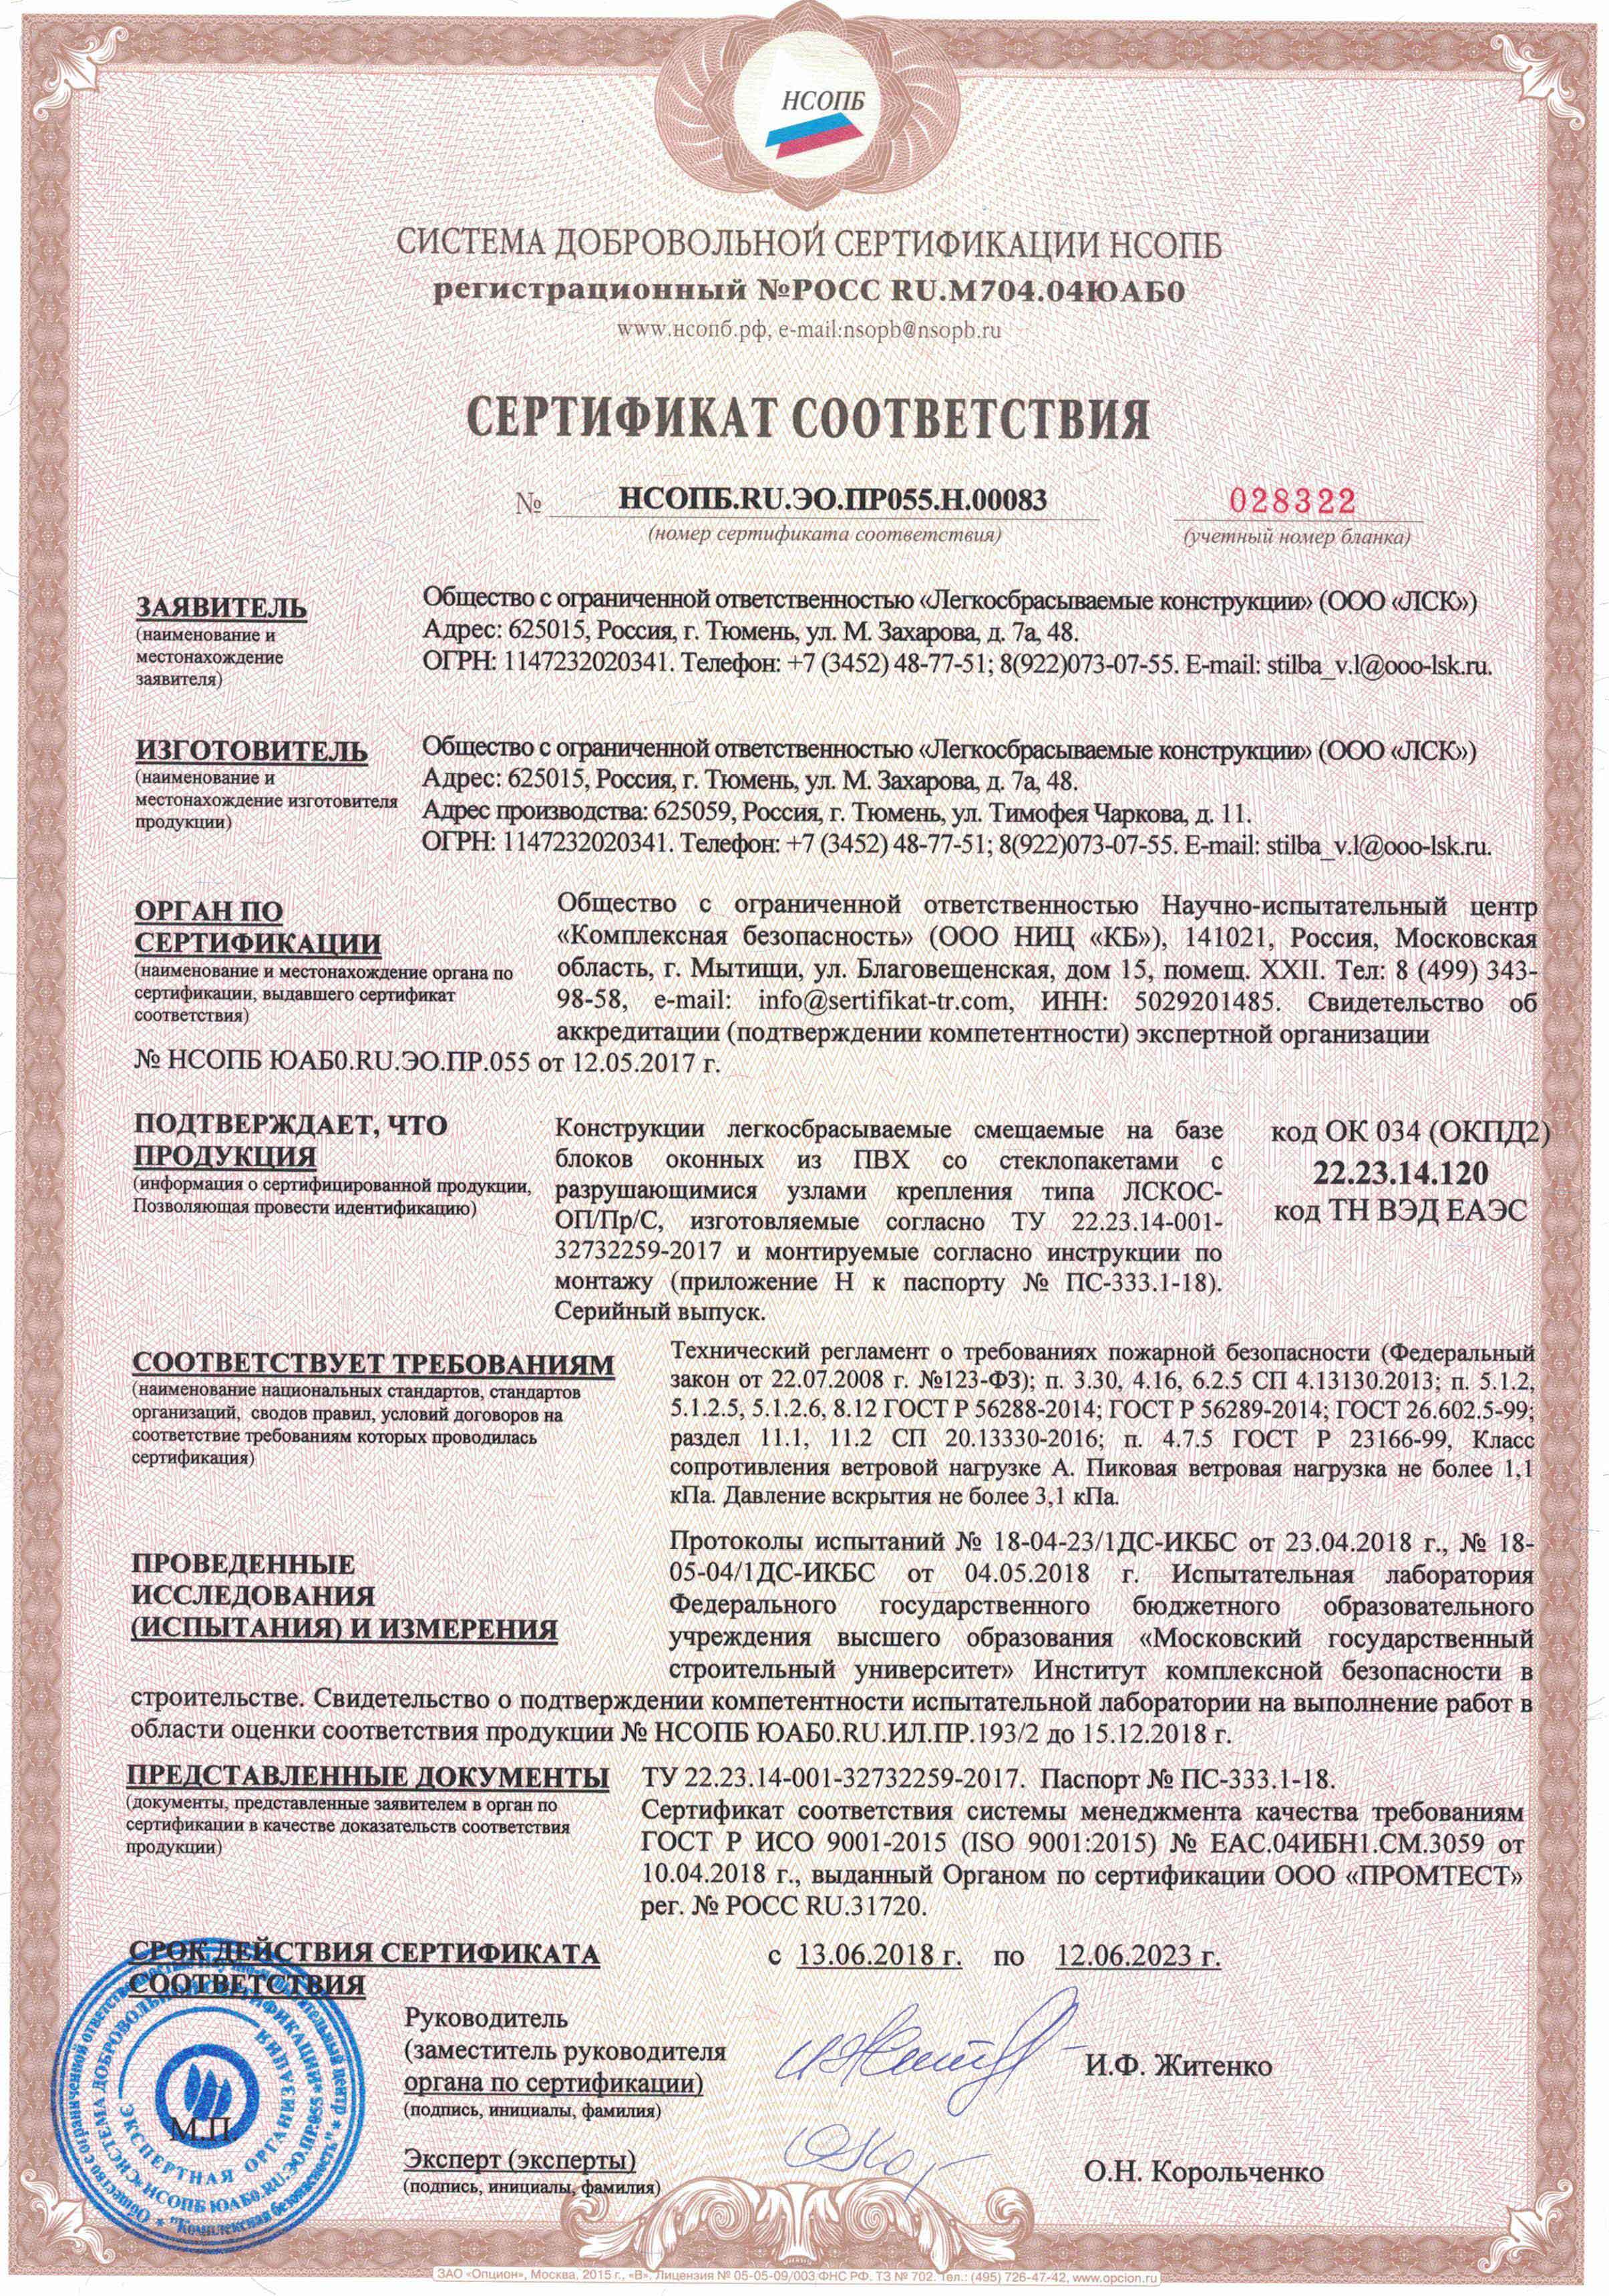 НСОПБ
СИСТЕМА ДОБРОВОЛЬНОЙ СЕРТИФИКАЦИИ НСОПБ
регистрационный №РОСС RU.М704.04ЮАБ0
www.нсопб.рф, e-mail:nsopb@nsopb.ru
СЕРТИФИКАТ СООТВЕТСТВИЯ
№ НСОПБ.RU.ЭО.ПР055.Н.00083 028322
(номер сертификата соответствия) (учетный номер бланка)
ЗАЯВИТЕЛЬ
(наименование и
местонахождение
заявителя)
Общество с ограниченной ответственностью «Легкосбрасываемые конструкции» (ООО «ЛСК»)
Адрес: 625015, Россия, г. Тюмень, ул. М. Захарова, д. 7а, 48.
ОГРН: 1147232020341. Телефон: +7 (3452) 48-77-51; 8(922)073-07-55. E-mail: stilba_v.l@ooo-lsk.ru.
ИЗГОТОВИТЕЛЬ
(наименование и
местонахождение изготовителя
продукции)
Общество с ограниченной ответственностью «Легкосбрасываемые конструкции» (ООО «ЛСК»)
Адрес: 625015, Россия, г. Тюмень, ул. М. Захарова, д. 7а, 48.
Адрес производства: 625059, Россия, г. Тюмень, ул. Тимофея Чаркова, д. 11.
ОГРН: 1147232020341. Телефон: +7 (3452) 48-77-51; 8(922)073-07-55. E-mail: stilba_v.l@ooo-lsk.ru.
ОРГАН ПО
СЕРТИФИКАЦИИ
(наименование и местонахождение органа по
сертификации, выдавшего сертификат
соответствия)
Общество с ограниченной ответственностью Научно-испытательный центр
«Комплексная безопасность» (ООО НИЦ «КБ»), 141021, Россия, Московская
область, г. Мытищи, ул. Благовещенская, дом 15, помещ. XXII. Тел: 8 (499) 343-
98-58, e-mail: info@sertifikat-tr.com, ИНН: 5029201485. Свидетельство об
аккредитации (подтверждении компетентности) экспертной организации
№ НСОПБ ЮАБ0.RU.ЭО.ПР.055 от 12.05.2017 г.
ПОДТВЕРЖДАЕТ, ЧТО
ПРОДУКЦИЯ
(информация о сертифицированной продукции,
Позволяющая провести идентификацию)
Конструкции легкосбрасываемые смещаемые на базе
блоков оконных из ПВХ со стеклопакетами с
разрушающимися узлами крепления типа ЛСКОС-
ОП/Пр/С, изготовляемые согласно ТУ 22.23.14-001-
32732259-2017 и монтируемые согласно инструкции по
монтажу (приложение Н к паспорту № ПС-333.1-18).
Серийный выпуск.
код ОК 034 (ОКПД2)
22.23.14.120
код ТН ВЭД ЕАЭС
СООТВЕТСТВУЕТ ТРЕБОВАНИЯМ
(наименование национальных стандартов, стандартов
организаций, сводов правил, условий договоров на
соответствие требованиям которых проводилась
сертификация)
Технический регламент о требованиях пожарной безопасности (Федеральный
закон от 22.07.2008 г. №123-ФЗ); п. 3.30, 4.16, 6.2.5 СП 4.13130.2013; п. 5.1.2,
5.1.2.5, 5.1.2.6, 8.12 ГОСТ Р 56288-2014; ГОСТ Р 56289-2014; ГОСТ 26.602.5-99;
раздел 11.1, 11.2 СП 20.13330-2016; п. 4.7.5 ГОСТ Р 23166-99, Класс
сопротивления ветровой нагрузке А. Пиковая ветровая нагрузка не более 1,1
кПа. Давление вскрытия не более 3,1 кПа.
ПРОВЕДЕННЫЕ
ИССЛЕДОВАНИЯ
(ИСПЫТАНИЯ) И ИЗМЕРЕНИЯ
Протоколы испытаний № 18-04-23/1ДС-ИКБС от 23.04.2018 г., № 18-
05-04/1ДС-ИКБС от 04.05.2018 г. Испытательная лаборатория
Федерального государственного бюджетного образовательного
учреждения высшего образования «Московский государственный
строительный университет» Институт комплексной безопасности в
строительстве. Свидетельство о подтверждении компетентности испытательной лаборатории на выполнение работ в
области оценки соответствия продукции № НСОПБ ЮАБ0.RU.ИЛ.ПР.193/2 до 15.12.2018 г.
ПРЕДСТАВЛЕННЫЕ ДОКУМЕНТЫ
(документы, представленные заявителем в орган по
сертификации в качестве доказательств соответствия
продукции)
ТУ 22.23.14-001-32732259-2017. Паспорт № ПС-333.1-18.
Сертификат соответствия системы менеджмента качества требованиям
ГОСТ Р ИСО 9001-2015 (ISO 9001:2015) № ЕАС.04ИБН1.СМ.3059 от
10.04.2018 г., выданный Органом по сертификации ООО «ПРОМТЕСТ»
рег. № РОСС RU.31720.
СРОК ДЕЙСТВИЯ СЕРТИФИКАТА
СООТВЕТСТВИЯ
с 13.06.2018 г. по 12.06.2023 г.
Руководитель
(заместитель руководителя
органа по сертификации)
(подпись, инициалы, фамилия)
И.Ф. Житенко
М.П.
Эксперт (эксперты)
(подпись, инициалы, фамилия)
О.Н. Корольченко
ЭКСПЕРТНАЯ ОРГАНИЗАЦИЯ
НСОПБ ЮАБ0.RU.ЭО.ПР.055
"Комплексная безопасность"
ЗАО «Опцион», Москва, 2015 г., «В», Лицензия № 05-05-09/003 ФНС РФ. ТЗ № 702. Тел.: (495) 726-47-42, www.opcion.ru